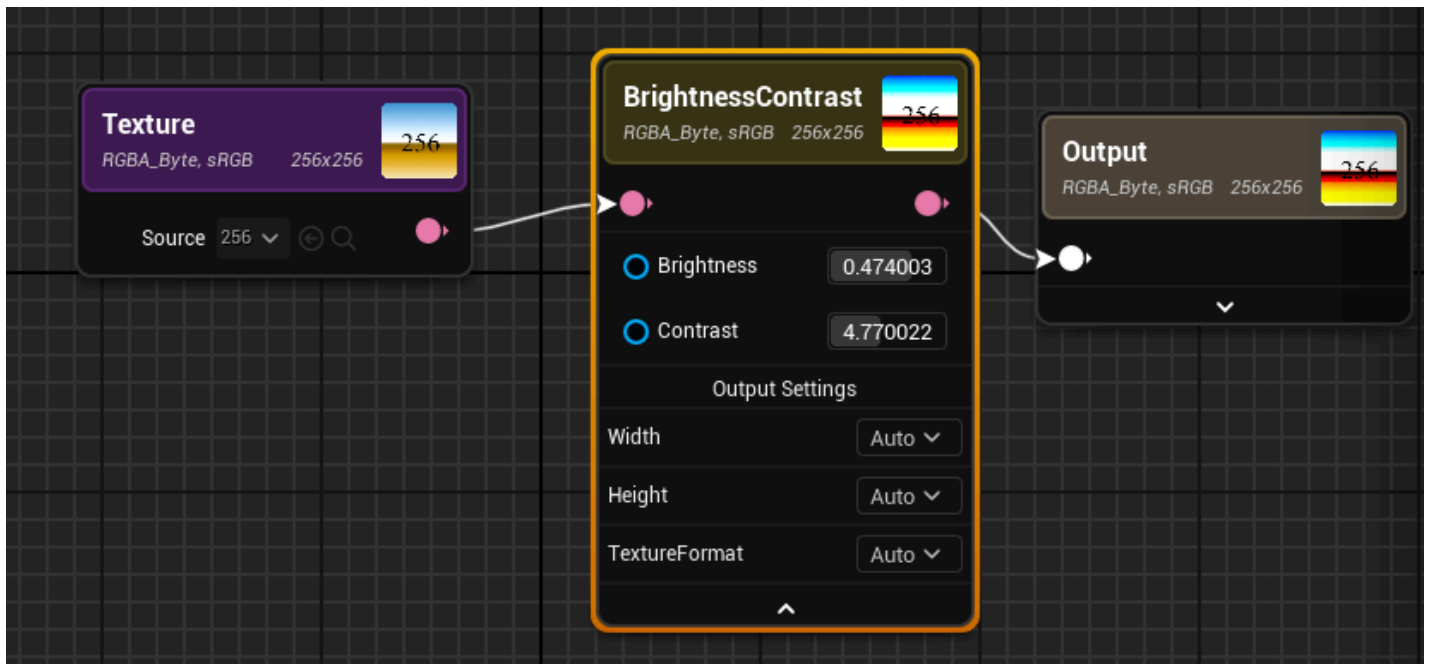 Texture
RGBA_Byte, sRGB 256x256
256
Source 256
BrightnessContrast
RGBA_Byte, sRGB 256x256
256
Brightness 0.474003
Contrast 4.770022
Output Settings
Width Auto
Height Auto
TextureFormat Auto
Output
RGBA_Byte, sRGB 256x256
256